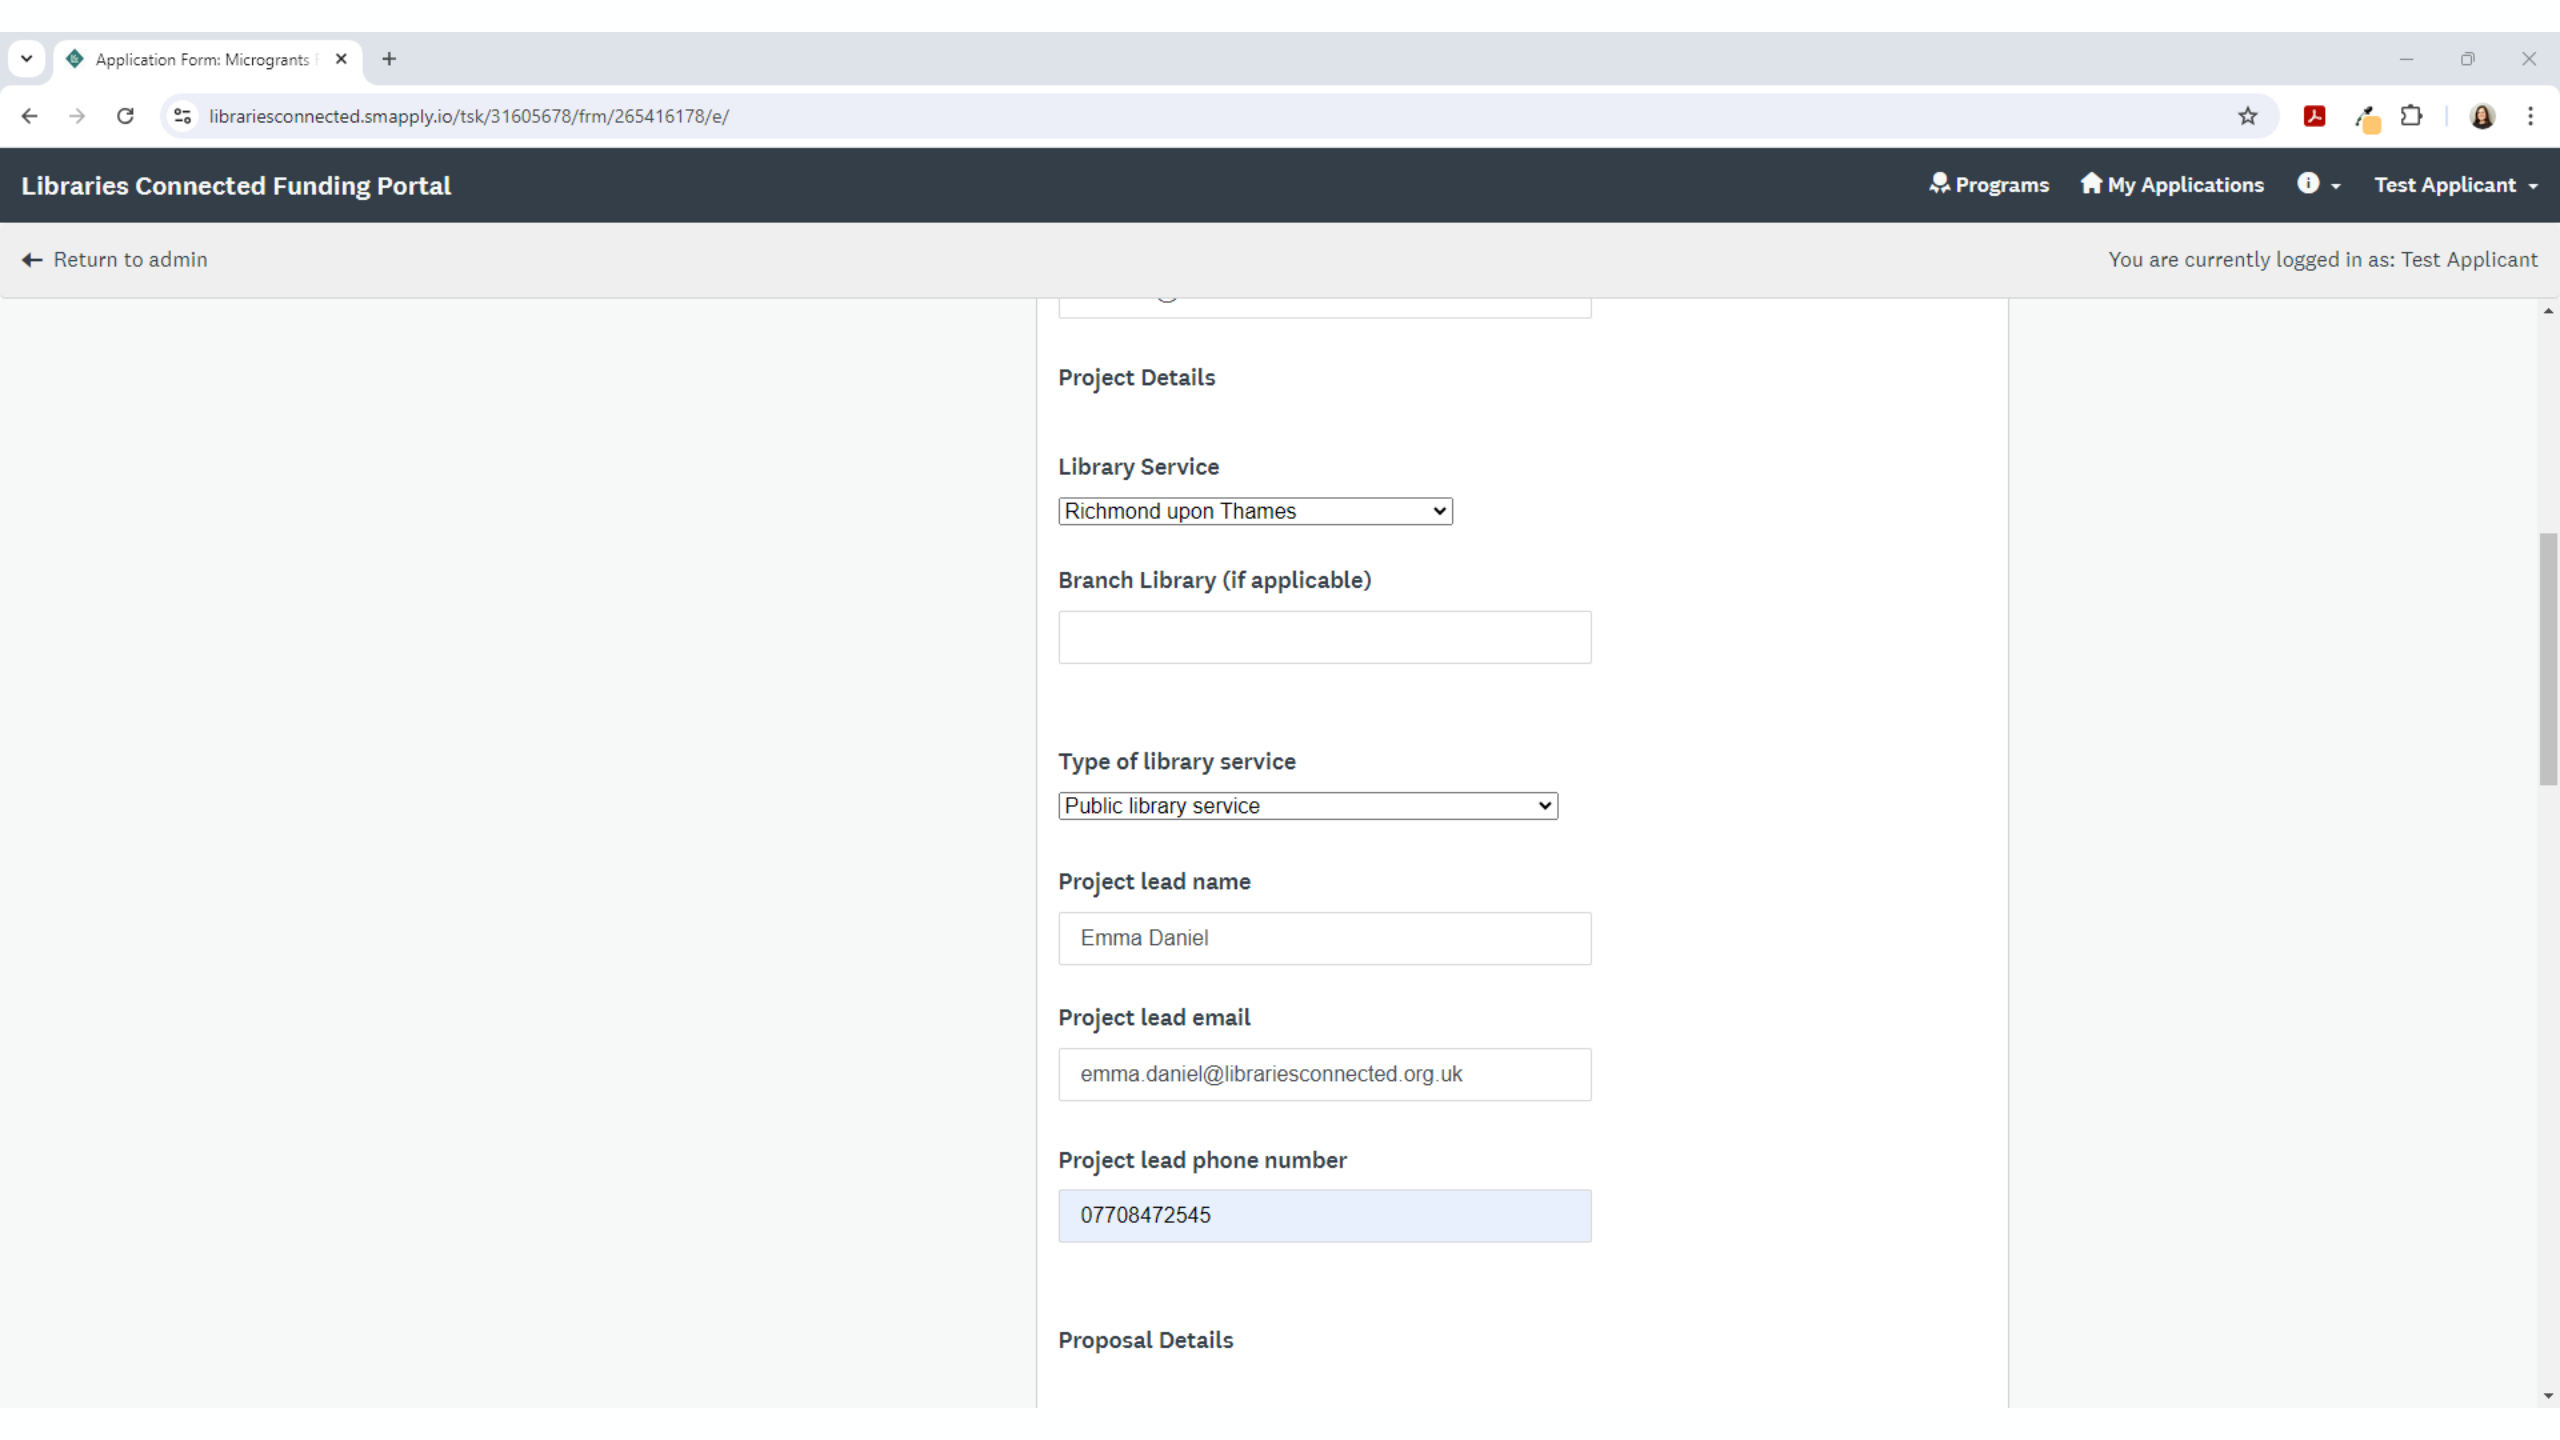 Application Form: Microgrants
librariesconnected.smapply.io/tsk/31605678/frm/265416178/e/
Libraries Connected Funding Portal
Programs
My Applications
Test Applicant
Return to admin
You are currently logged in as: Test Applicant
Project Details
Library Service
Richmond upon Thames
Branch Library (if applicable)
Type of library service
Public library service
Project lead name
Emma Daniel
Project lead email
emma.daniel@librariesconnected.org.uk
Project lead phone number
07708472545
Proposal Details